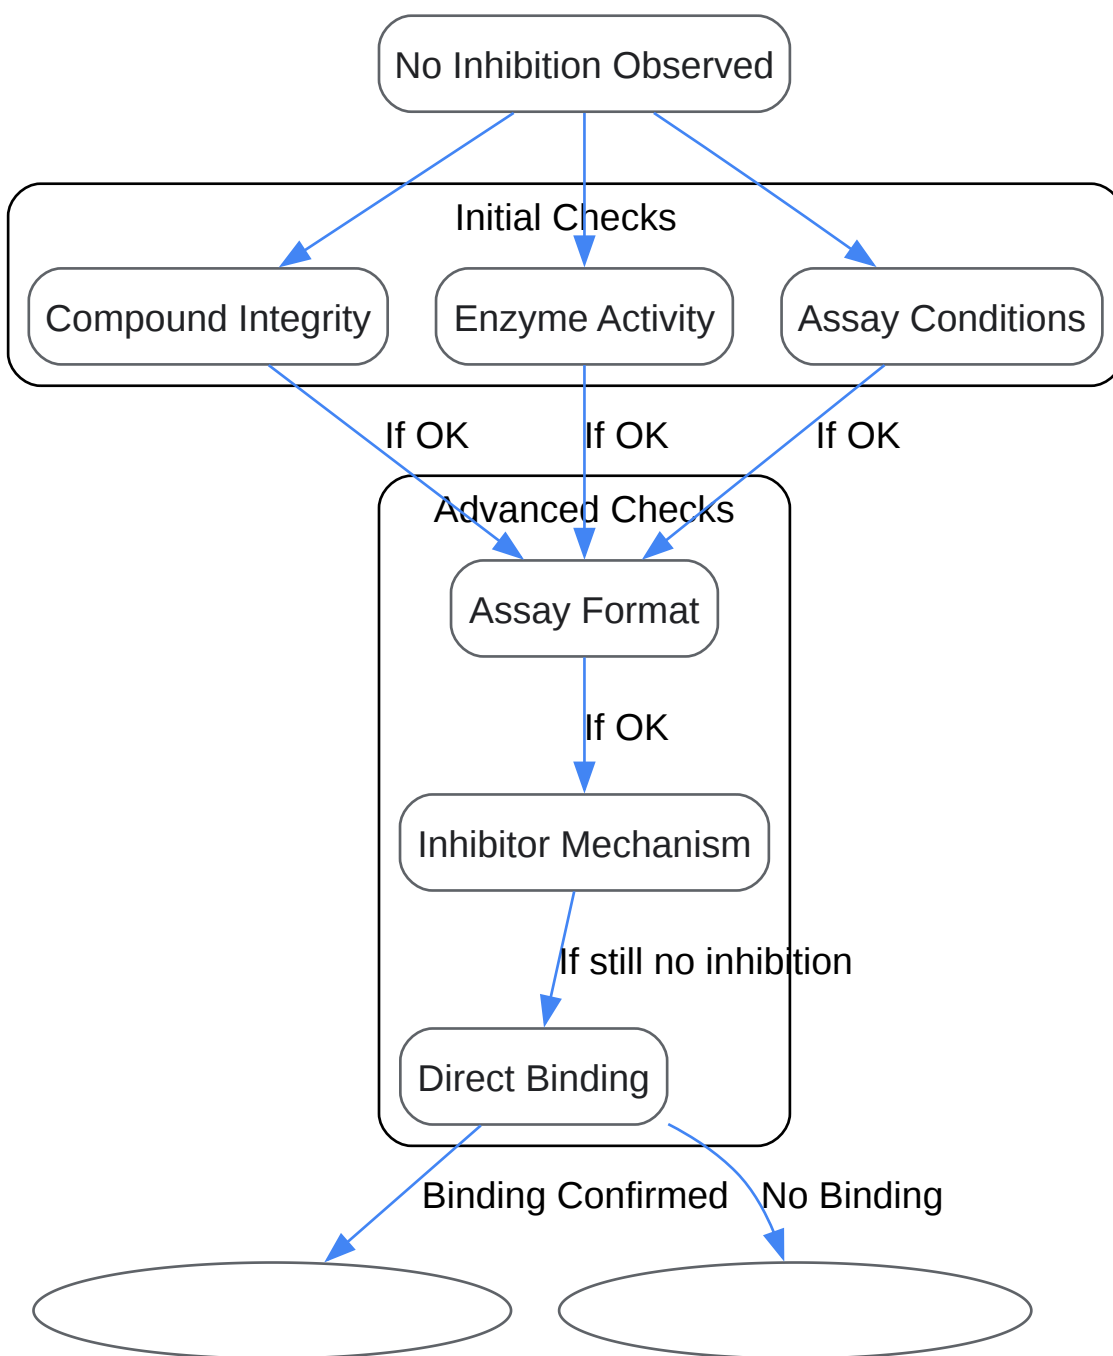 No Inhibition Observed
Initial Checks
Compound Integrity
Enzyme Activity
Assay Conditions
If OK
If OK
If OK
Advanced Checks
Assay Format
If OK
Inhibitor Mechanism
If still no inhibition
Direct Binding
Binding Confirmed
No Binding